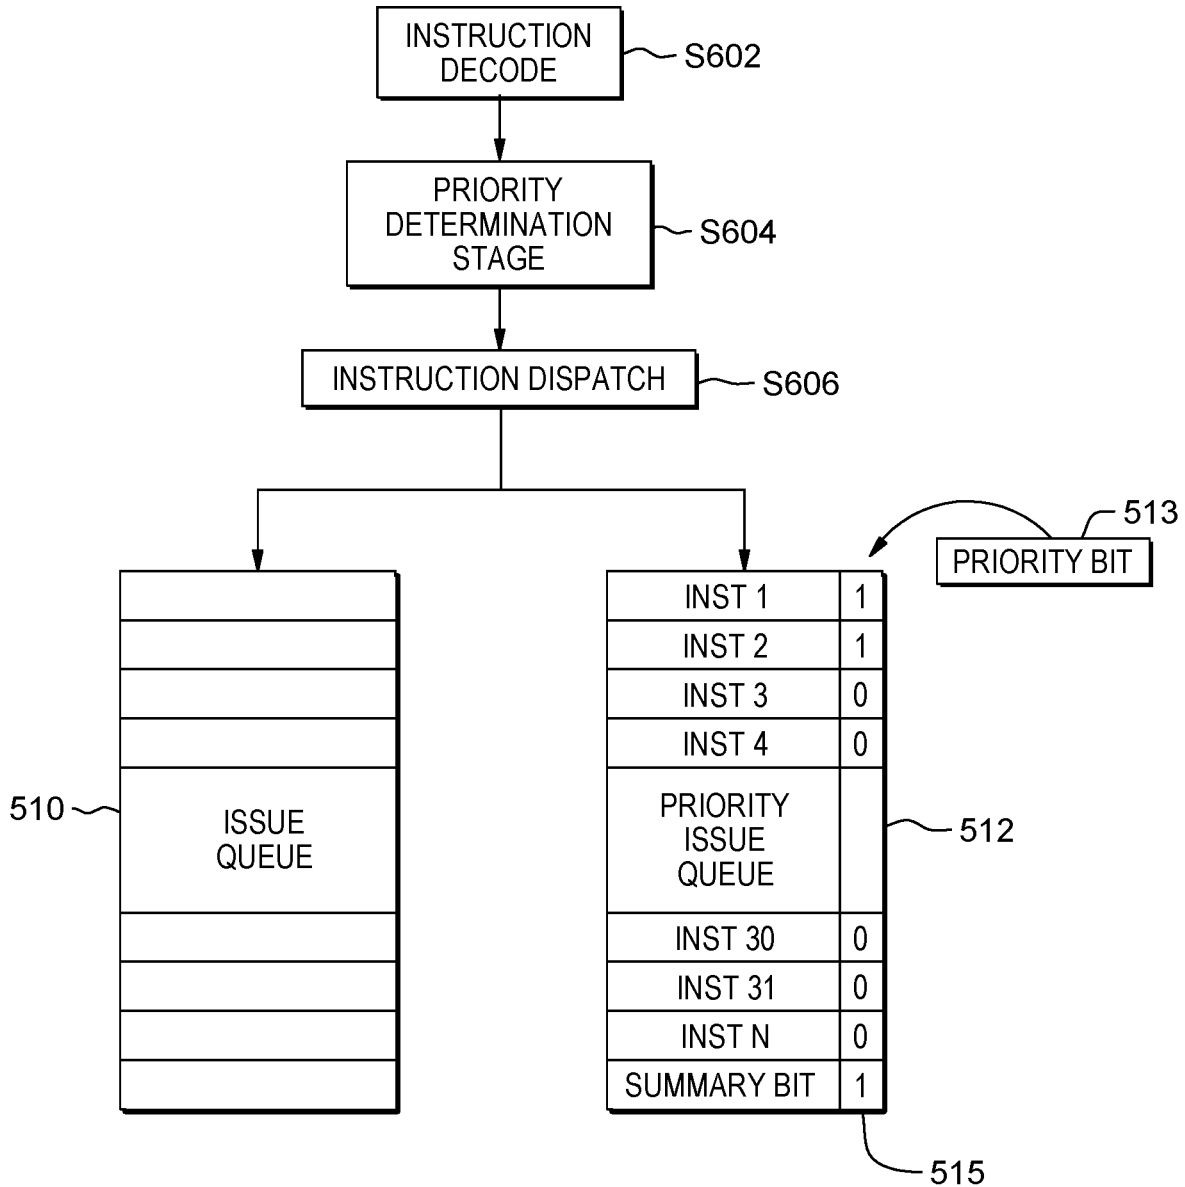 INSTRUCTION
DECODE
S602
PRIORITY
DETERMINATION
STAGE
S604
INSTRUCTION DISPATCH
S606
513
PRIORITY BIT
INST 1 1
INST 2 1
INST 3 0
INST 4 0
510
ISSUE
QUEUE
PRIORITY
ISSUE
QUEUE
512
INST 30 0
INST 31 0
INST N 0
SUMMARY BIT 1
515